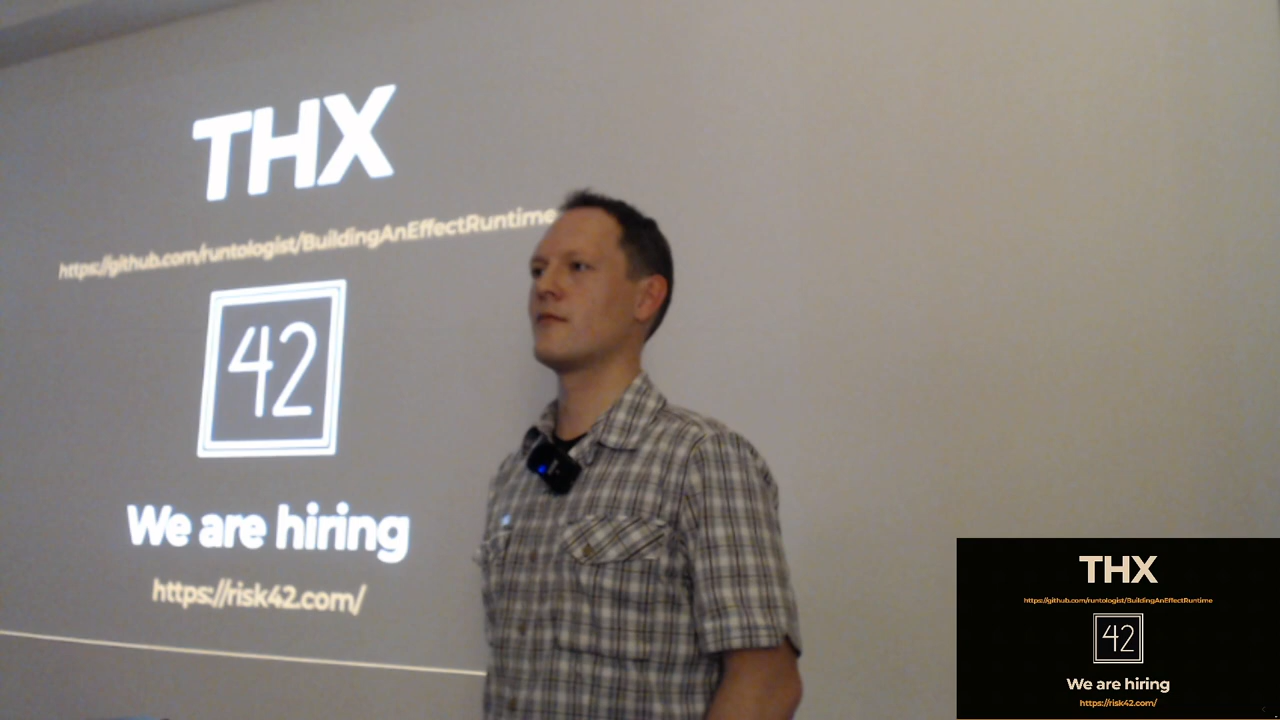 THX
https://github.com/runtologist/BuildingAnEffectRuntime
42
We are hiring
https://risk42.com/
THX
https://github.com/runtologist/BuildingAnEffectRuntime
42
We are hiring
https://risk42.com/